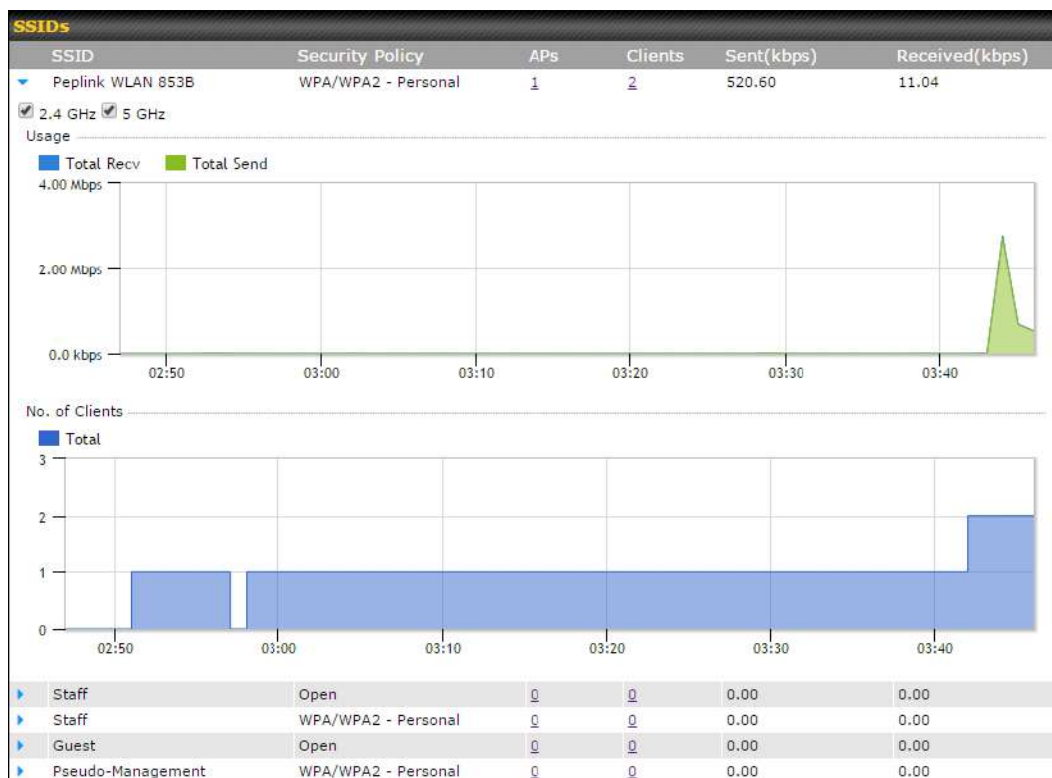 SSIDs
SSID Security Policy APs Clients Sent(kbps) Received(kbps)
Peplink WLAN 853B WPA/WPA2 - Personal 1 2 520.60 11.04
2.4 GHz 5 GHz
Usage
Total Recv Total Send
4.00 Mbps
2.00 Mbps
0.0 kbps
02:50 03:00 03:10 03:20 03:30 03:40
No. of Clients
Total
3
2
1
0
02:50 03:00 03:10 03:20 03:30 03:40
Staff Open 0 0 0.00 0.00
Staff WPA/WPA2 - Personal 0 0 0.00 0.00
Guest Open 0 0 0.00 0.00
Pseudo-Management WPA/WPA2 - Personal 0 0 0.00 0.00